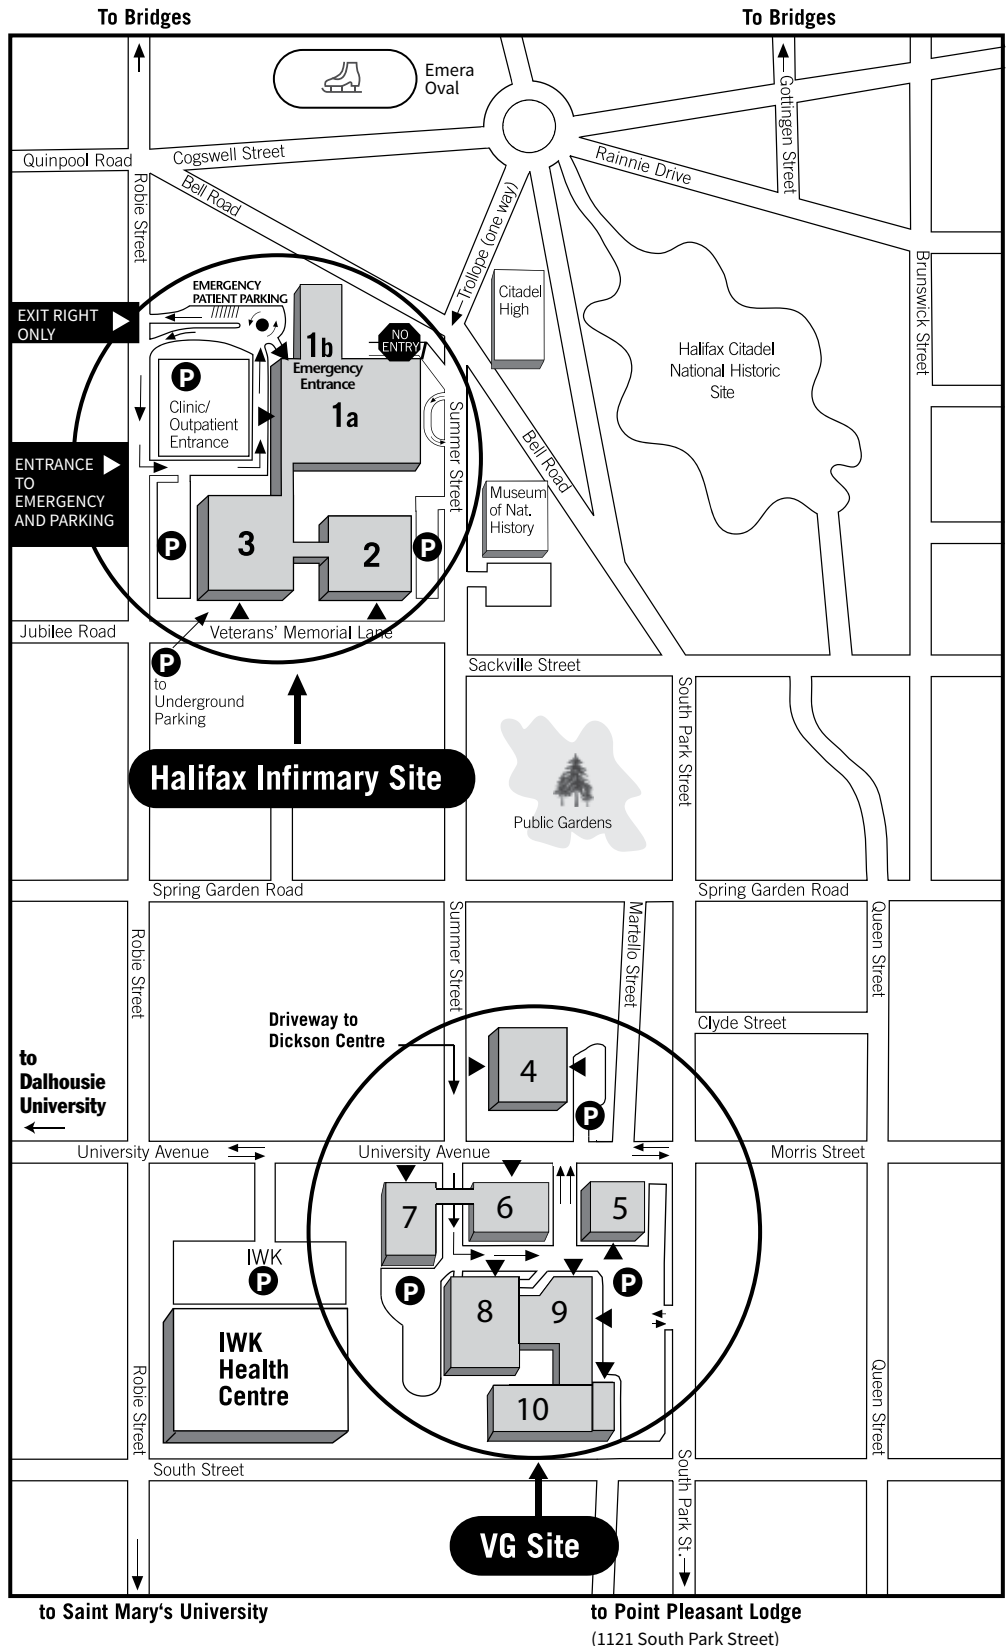 To Bridges
To Bridges
Emera
Oval
Gottingen Street
Quinpool Road
Cogswell Street
Rainnie Drive
Robie Street
Bell Road
Trollope (one way)
Brunswick Street
EMERGENCY
PATIENT PARKING
Citadel
High
EXIT RIGHT
ONLY
NO
ENTRY
1b
Emergency
Entrance
Halifax Citadel
National Historic
Site
P
Clinic/
Outpatient
Entrance
1a
Summer Street
Bell Road
ENTRANCE
TO
EMERGENCY
AND PARKING
Museum
of Nat.
History
P
3
2
P
Jubilee Road
Veterans' Memorial Lane
P
to
Underground
Parking
Sackville Street
South Park Street
Halifax Infirmary Site
Public Gardens
Spring Garden Road
Spring Garden Road
Robie Street
Summer Street
Martello Street
Queen Street
Driveway to
Dickson Centre
Clyde Street
to
Dalhousie
University
4
P
University Avenue
University Avenue
Morris Street
7
6
5
IWK
P
P
P
8
9
IWK
Health
Centre
Robie Street
Queen Street
10
South Street
South Park St.
VG Site
to Saint Mary's University
to Point Pleasant Lodge
(1121 South Park Street)